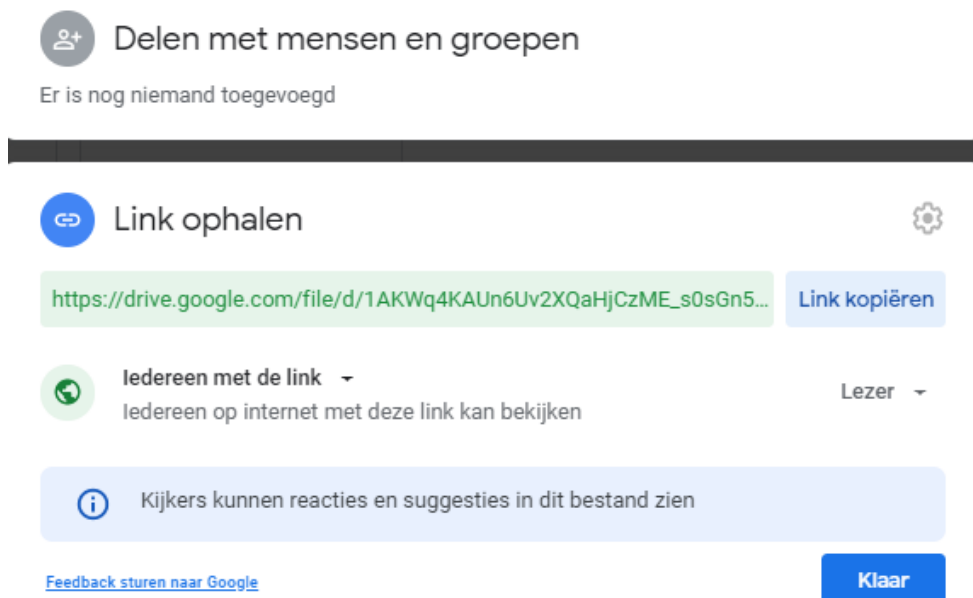 Delen met mensen en groepen
Er is nog niemand toegevoegd
Link ophalen
https://drive.google.com/file/d/1AKWq4KAUn6Uv2XQaHjCzME_s0sGn5...
Link kopiëren
Iedereen met de link
Iedereen op internet met deze link kan bekijken
Lezer
Kijkers kunnen reacties en suggesties in dit bestand zien
Feedback sturen naar Google
Klaar